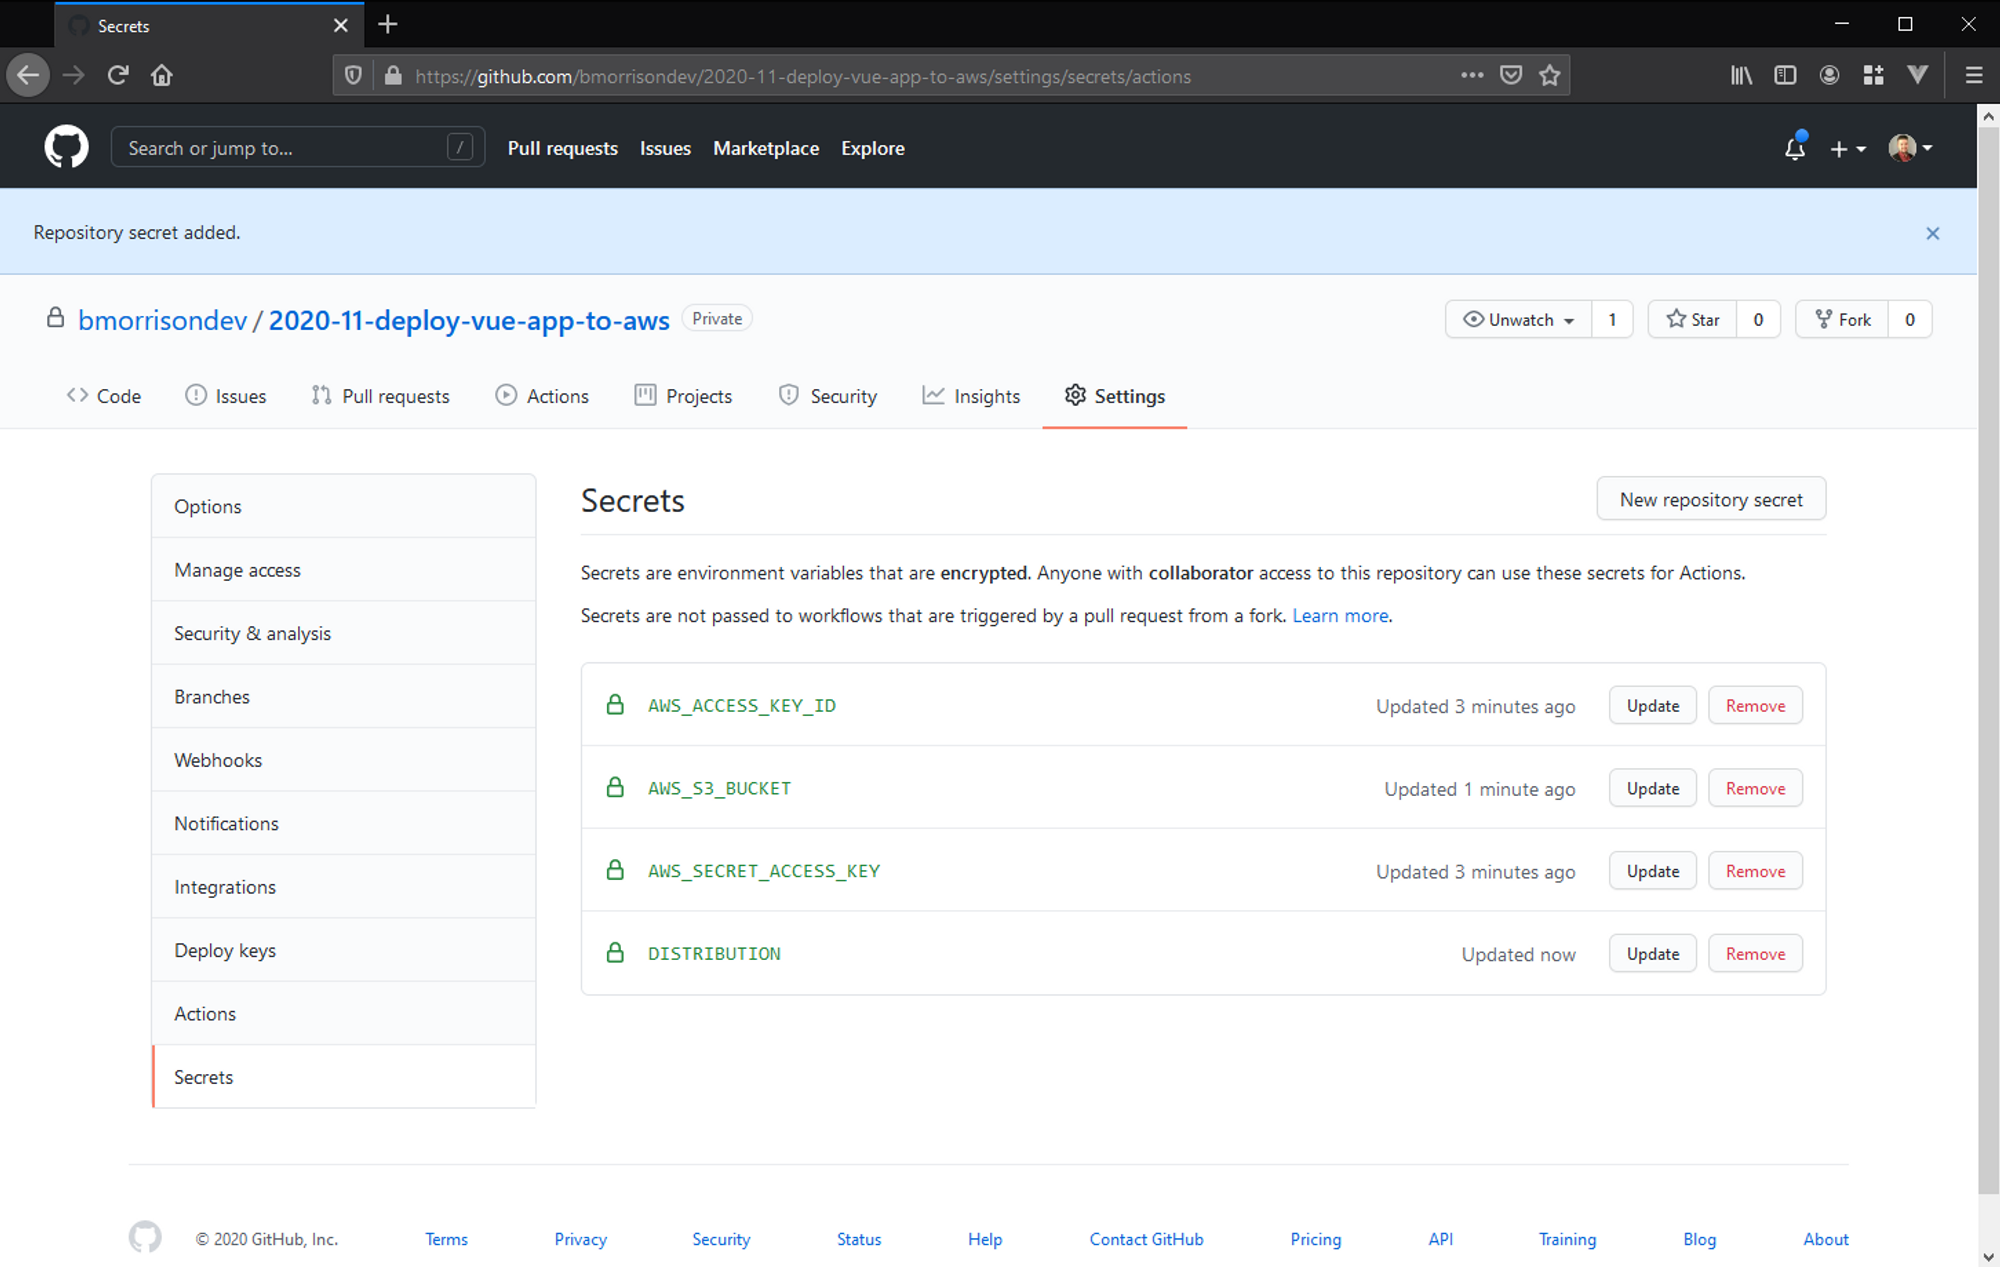 Secrets
https://github.com/bmorrisondev/2020-11-deploy-vue-app-to-aws/settings/secrets/actions
Search or jump to... / Pull requests Issues Marketplace Explore
Repository secret added.
bmorrisondev / 2020-11-deploy-vue-app-to-aws Private Unwatch 1 Star 0 Fork 0
Code Issues Pull requests Actions Projects Security Insights Settings
Options
Manage access
Security & analysis
Branches
Webhooks
Notifications
Integrations
Deploy keys
Actions
Secrets
Secrets New repository secret
Secrets are environment variables that are encrypted. Anyone with collaborator access to this repository can use these secrets for Actions.
Secrets are not passed to workflows that are triggered by a pull request from a fork. Learn more.
AWS_ACCESS_KEY_ID Updated 3 minutes ago Update Remove
AWS_S3_BUCKET Updated 1 minute ago Update Remove
AWS_SECRET_ACCESS_KEY Updated 3 minutes ago Update Remove
DISTRIBUTION Updated now Update Remove
© 2020 GitHub, Inc. Terms Privacy Security Status Help Contact GitHub Pricing API Training Blog About